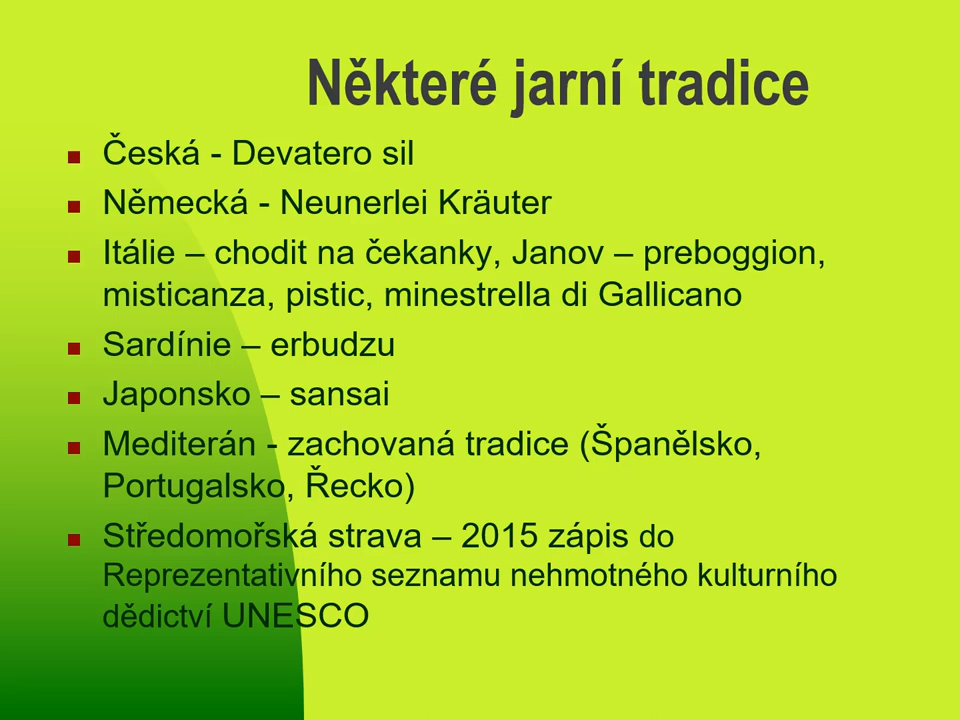 Některé jarní tradice
Česká - Devatero sil
Německá - Neunerlei Kräuter
Itálie – chodit na čekanky, Janov – preboggion,
misticanza, pistic, minestrella di Gallicano
Sardínie – erbudzu
Japonsko – sansai
Mediterán - zachovaná tradice (Španělsko,
Portugalsko, Řecko)
Středomořská strava – 2015 zápis do
Reprezentativního seznamu nehmotného kulturního
dědictví UNESCO